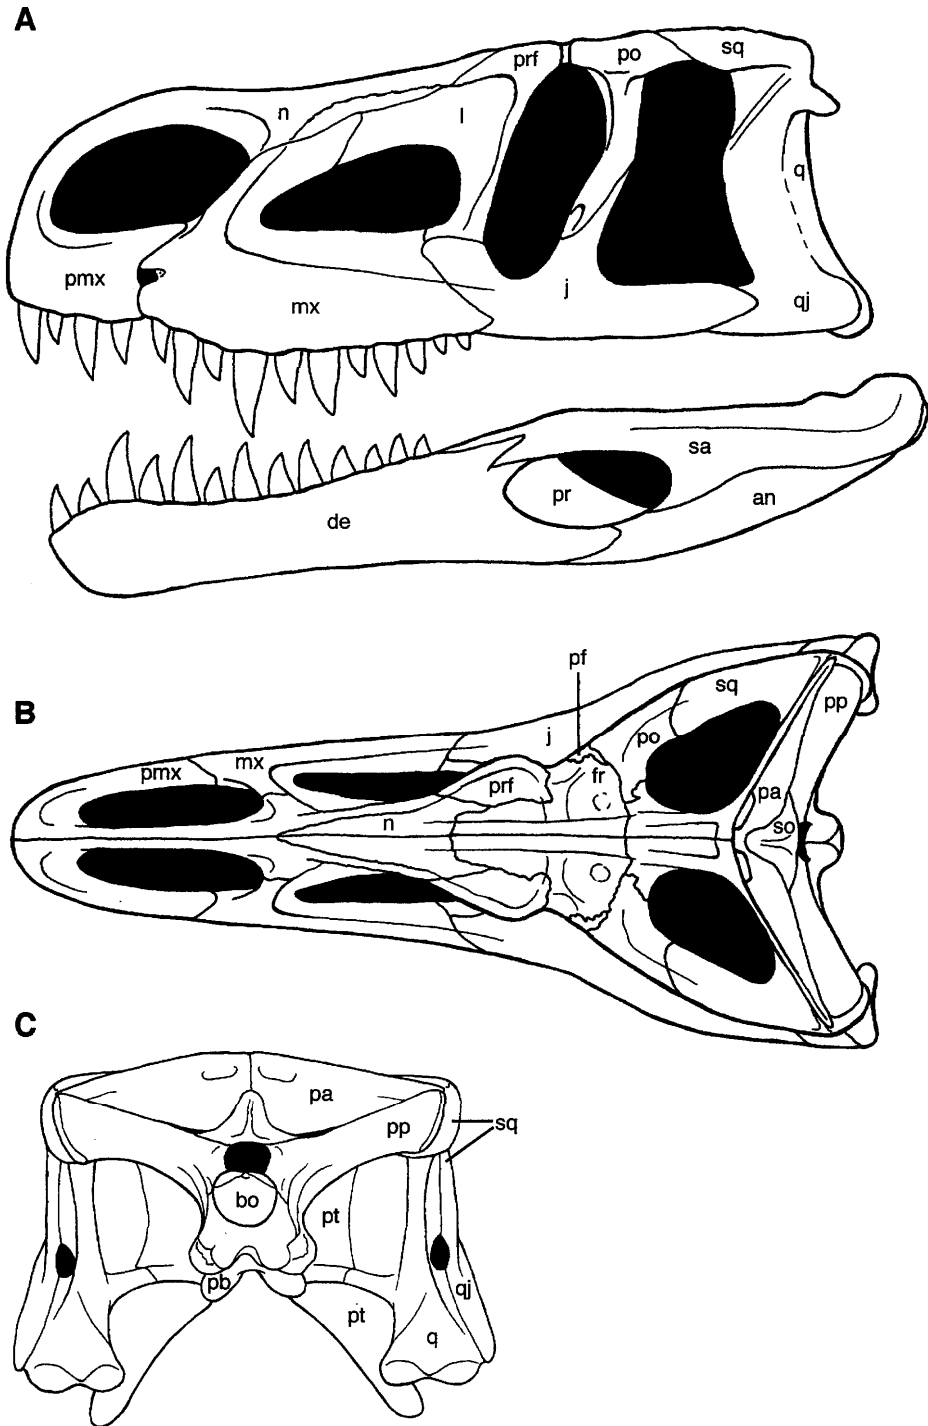 A
prf
po
sq
n
l
q
pmx
mx
j
qj
sa
pr
an
de
B
pf
sq
pp
j
po
pmx
mx
prf
fr
pa
n
so
C
pa
pp
sq
bo
pt
pb
qj
pt
q